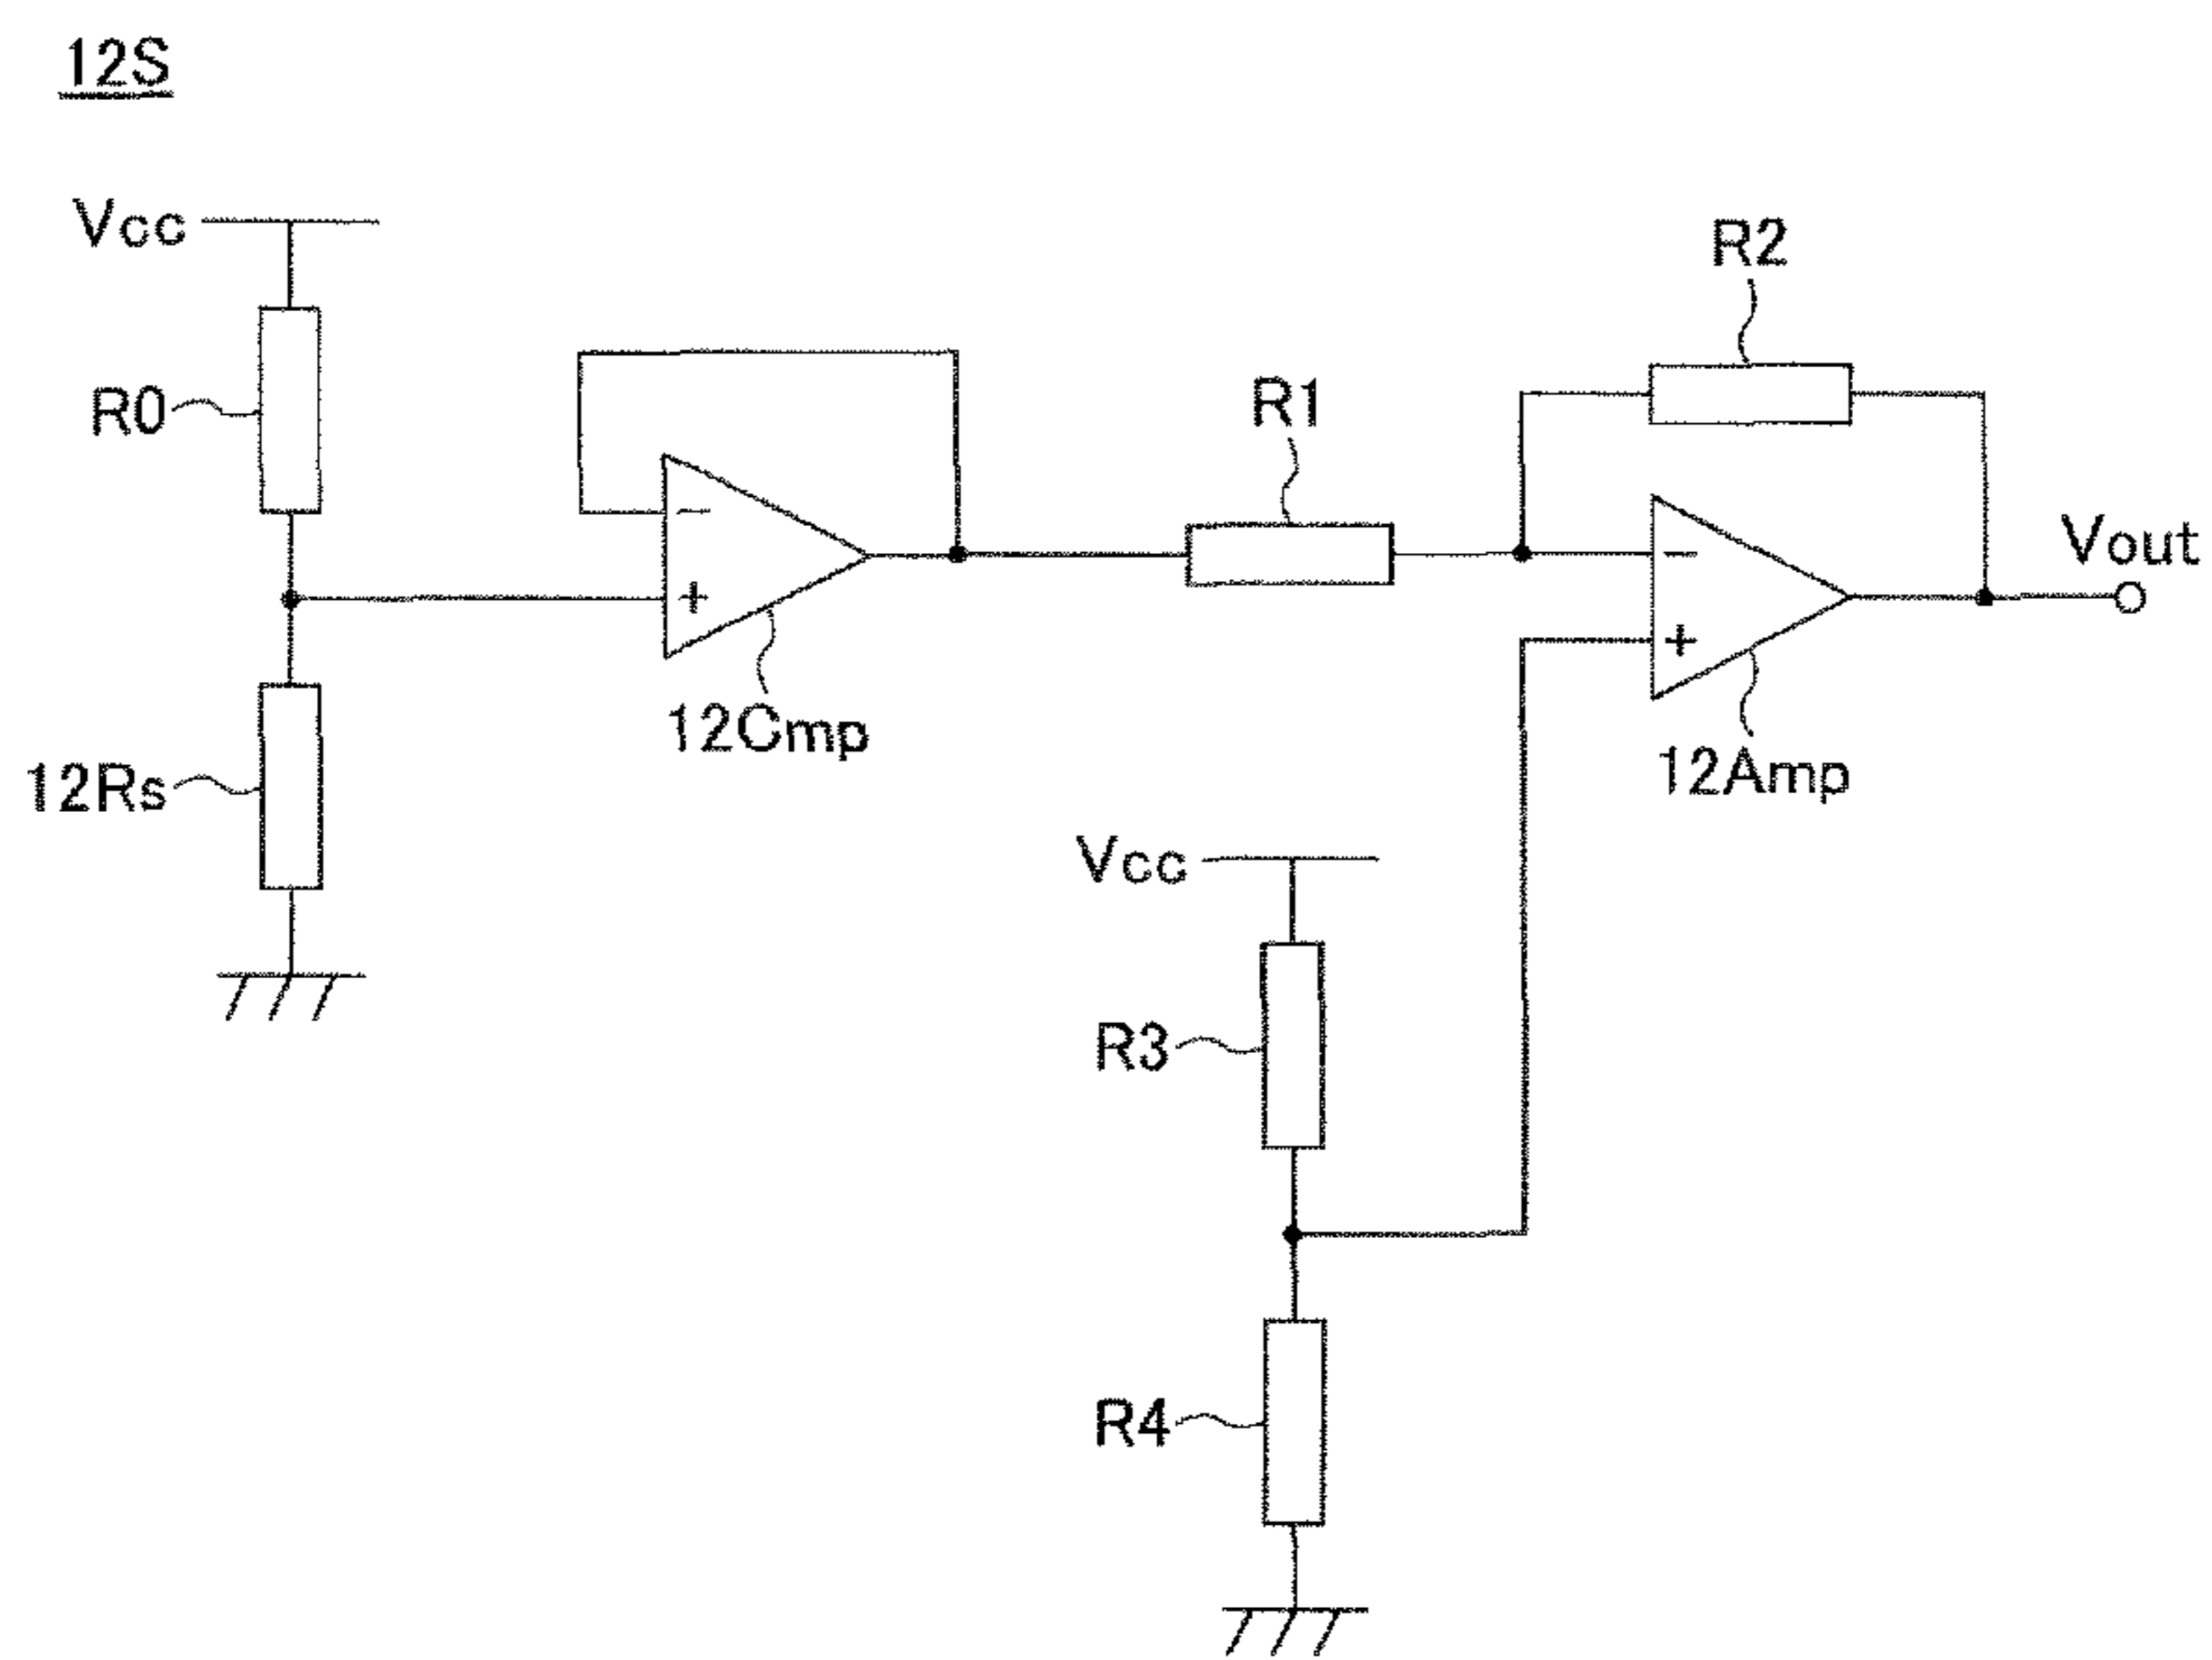 12S
Vcc
R2
R1
R0
Vout
−
−
+
+
12Cmp
12Rs
12Amp
Vcc
R3
R4